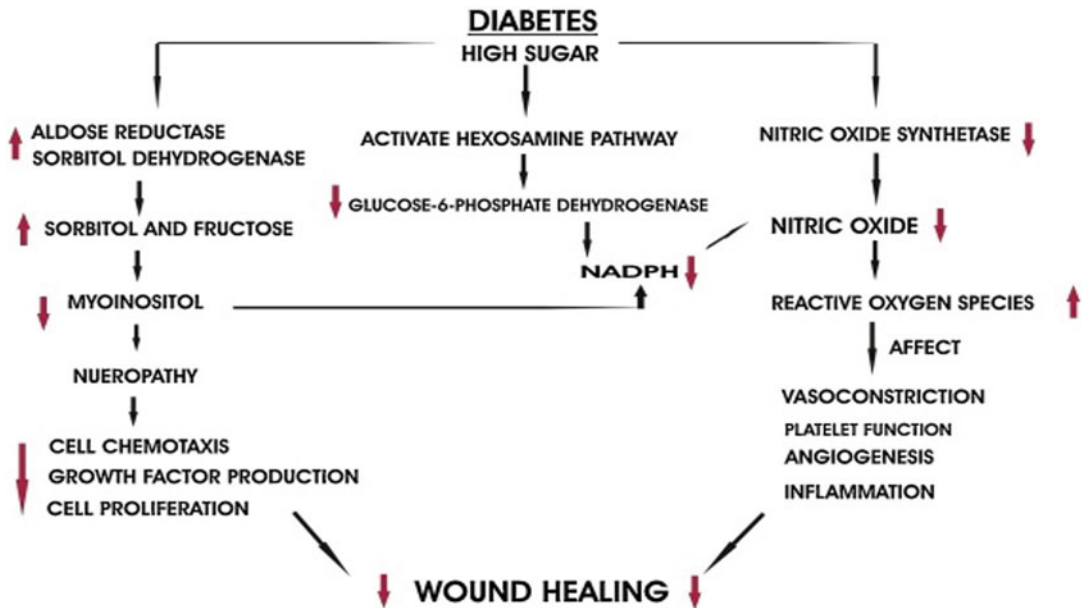 DIABETES
HIGH SUGAR
ALDOSE REDUCTASE
SORBITOL DEHYDROGENASE
ACTIVATE HEXOSAMINE PATHWAY
NITRIC OXIDE SYNTHETASE
SORBITOL AND FRUCTOSE
GLUCOSE-6-PHOSPHATE DEHYDROGENASE
NITRIC OXIDE
NADPH
MYOINOSITOL
REACTIVE OXYGEN SPECIES
AFFECT
NUEROPATHY
VASOCONSTRICTION
PLATELET FUNCTION
ANGIOGENESIS
INFLAMMATION
CELL CHEMOTAXIS
GROWTH FACTOR PRODUCTION
CELL PROLIFERATION
WOUND HEALING